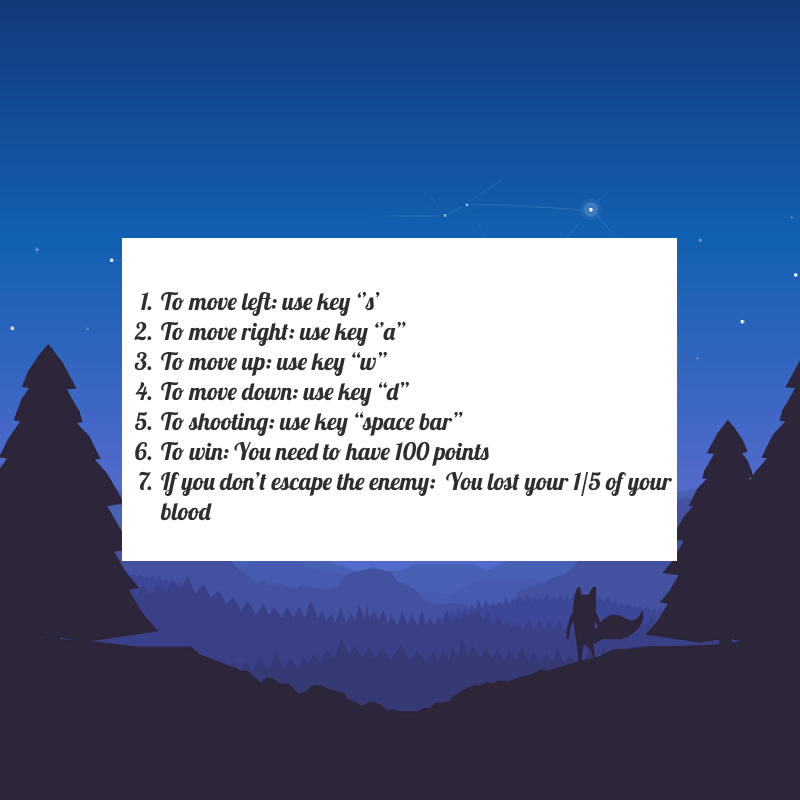 1. To move left: use key ‘’s’
2. To move right: use key ‘’a”
3. To move up: use key “w”
4. To move down: use key “d”
5. To shooting: use key “space bar”
6. To win: You need to have 100 points
7. If you don’t escape the enemy:  You lost your 1/5 of your
blood